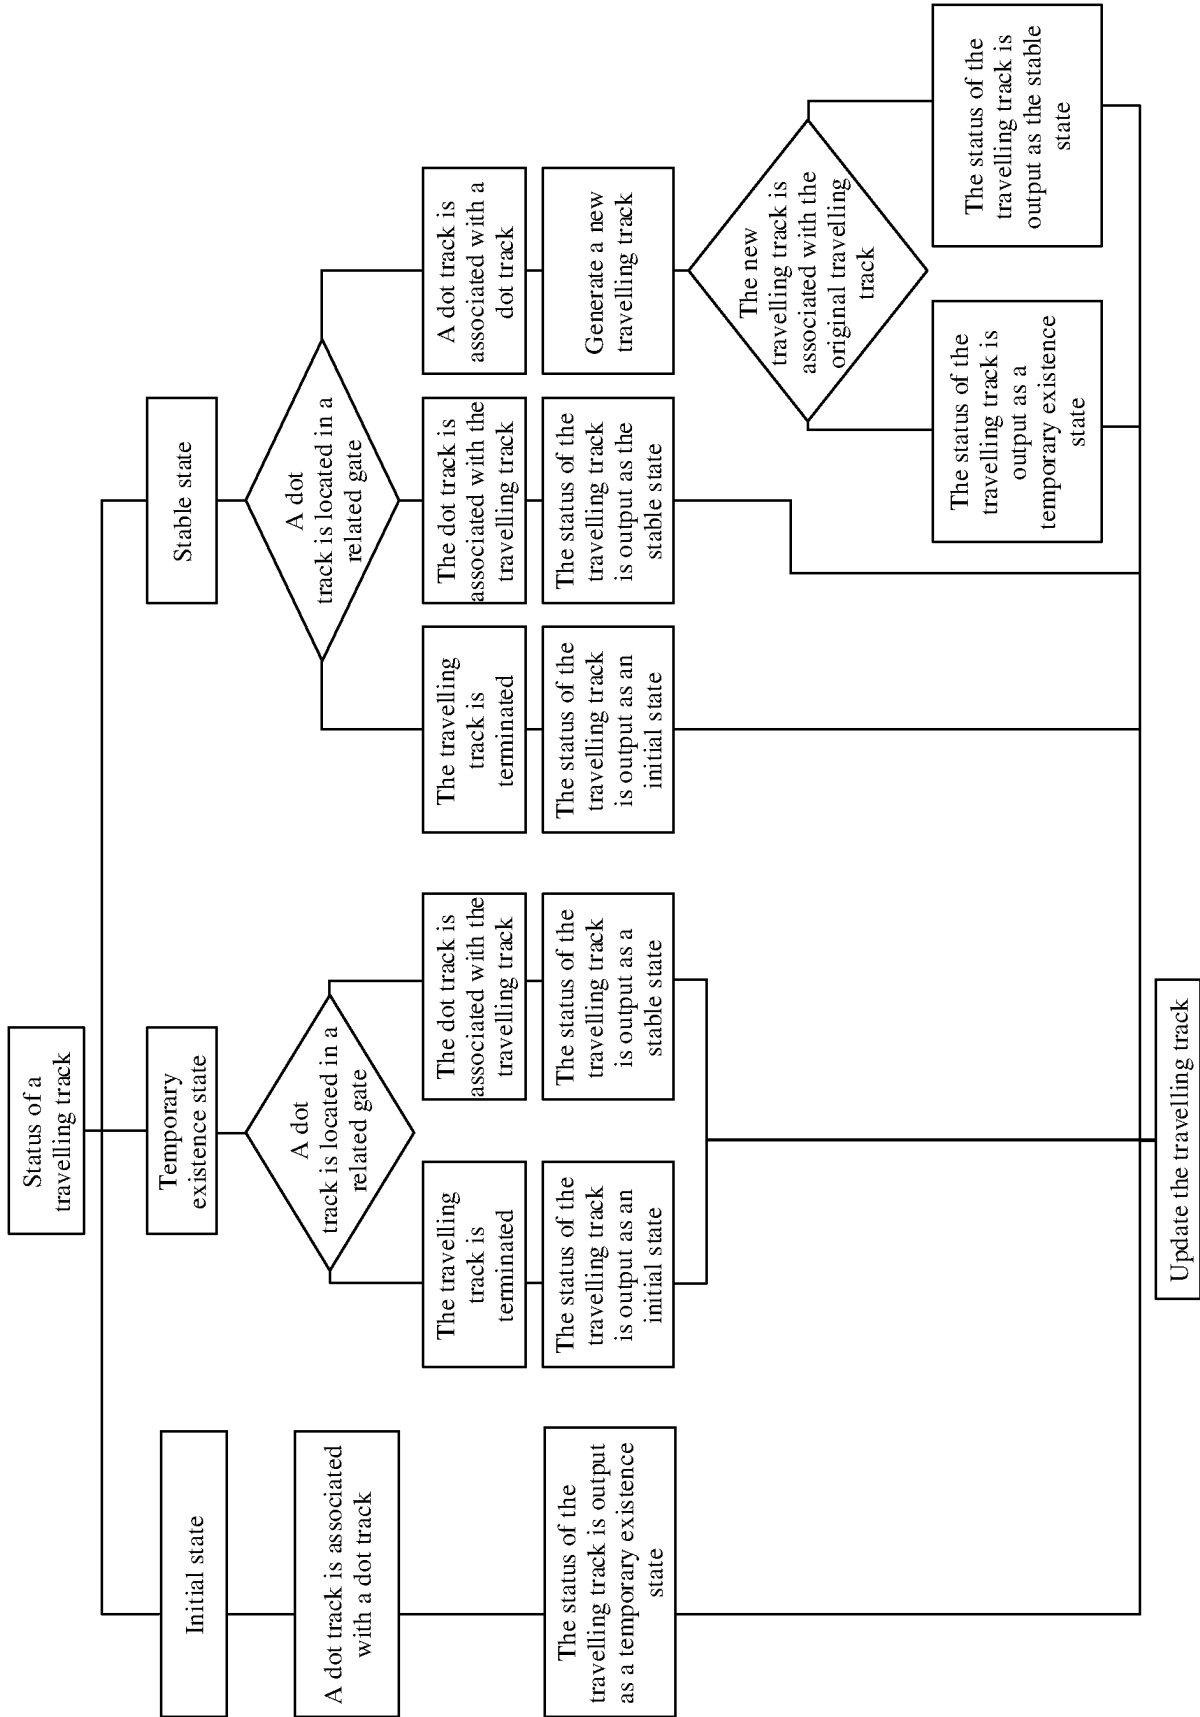 Status of a
travelling track
Initial state
A dot track is associated
with a dot track
The status of the
travelling track is output
as a temporary existence
state
Temporary
existence state
A dot
track is located in a
related gate
The travelling
track is
terminated
The status of the
travelling track
is output as an
initial state
The dot track is
associated with the
travelling track
The status of the
travelling track
is output as a
stable state
Stable state
A dot
track is located in a
related gate
The travelling
track is
terminated
The status of the
travelling track
is output as an
initial state
The dot track is
associated with the
travelling track
The status of the
travelling track
is output as the
stable state
A dot track is
associated with a
dot track
Generate a new
travelling track
The new
travelling track is
associated with the
original travelling
track
The status of the
travelling track is
output as a
temporary existence
state
The status of the
travelling track is
output as the stable
state
Update the travelling track